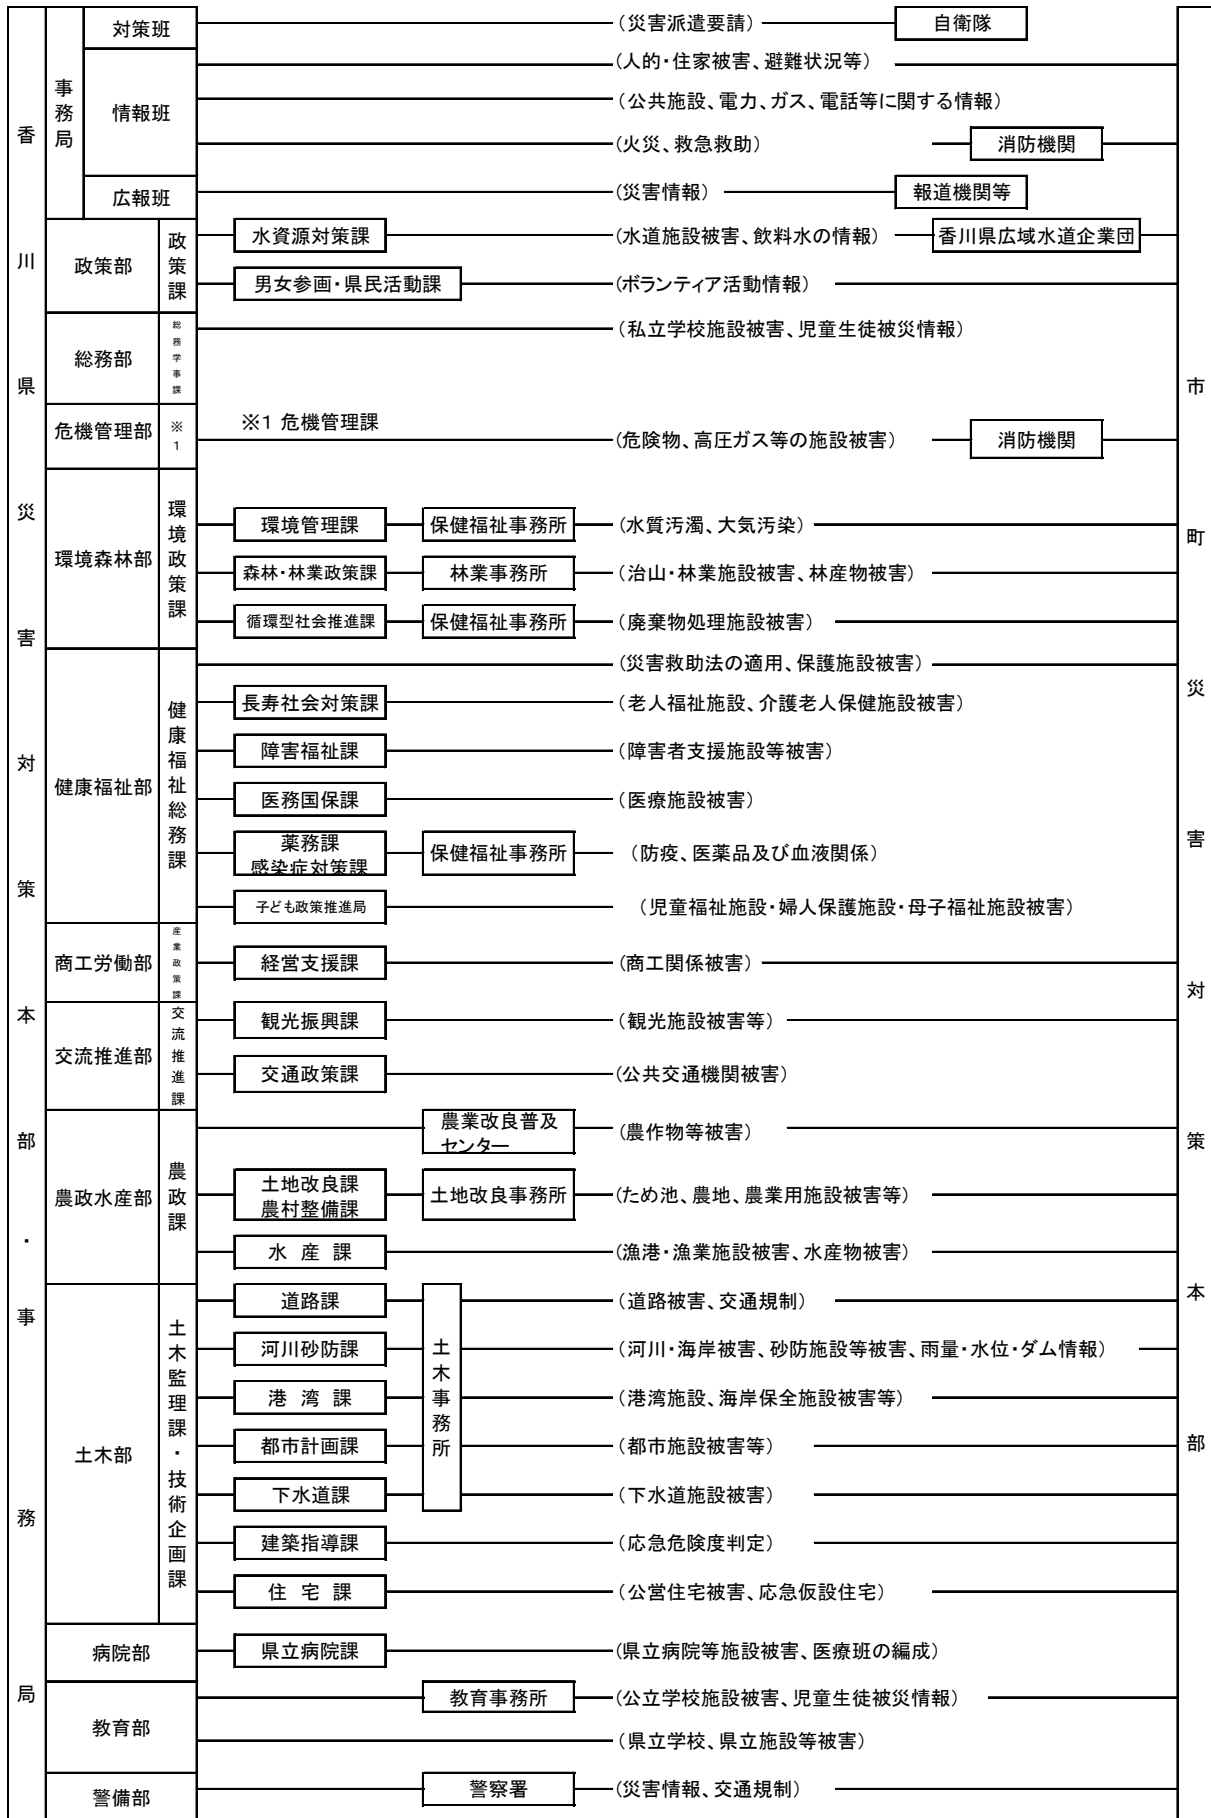 香川県災害対策本部・事務局
事務局
対策班
(災害派遣要請)
自衛隊
情報班
(人的・住家被害、避難状況等)
(公共施設、電力、ガス、電話等に関する情報)
(火災、救急救助)
消防機関
広報班
(災害情報)
報道機関等
政策部
政策課
水資源対策課
(水道施設被害、飲料水の情報)
香川県広域水道企業団
男女参画・県民活動課
(ボランティア活動情報)
総務部
総務学事課
(私立学校施設被害、児童生徒被災情報)
危機管理部
※1
※1 危機管理課
(危険物、高圧ガス等の施設被害)
消防機関
環境森林部
環境政策課
環境管理課
保健福祉事務所
(水質汚濁、大気汚染)
森林・林業政策課
林業事務所
(治山・林業施設被害、林産物被害)
循環型社会推進課
保健福祉事務所
(廃棄物処理施設被害)
健康福祉部
健康福祉総務課
(災害救助法の適用、保護施設被害)
長寿社会対策課
(老人福祉施設、介護老人保健施設被害)
障害福祉課
(障害者支援施設等被害)
医務国保課
(医療施設被害)
薬務課
感染症対策課
保健福祉事務所
(防疫、医薬品及び血液関係)
子ども政策推進局
(児童福祉施設・婦人保護施設・母子福祉施設被害)
商工労働部
産業政策課
経営支援課
(商工関係被害)
交流推進部
交流推進課
観光振興課
(観光施設被害等)
交通政策課
(公共交通機関被害)
農政水産部
農政課
農業改良普及
センター
(農作物等被害)
土地改良課
農村整備課
土地改良事務所
(ため池、農地、農業用施設被害等)
水 産 課
(漁港・漁業施設被害、水産物被害)
土木部
土木監理課・技術企画課
土木事務所
道路課
(道路被害、交通規制)
河川砂防課
(河川・海岸被害、砂防施設等被害、雨量・水位・ダム情報)
港 湾 課
(港湾施設、海岸保全施設被害等)
都市計画課
(都市施設被害等)
下水道課
(下水道施設被害)
建築指導課
(応急危険度判定)
住 宅 課
(公営住宅被害、応急仮設住宅)
病院部
県立病院課
(県立病院等施設被害、医療班の編成)
教育部
教育事務所
(公立学校施設被害、児童生徒被災情報)
(県立学校、県立施設等被害)
警備部
警察署
(災害情報、交通規制)
市町災害対策本部